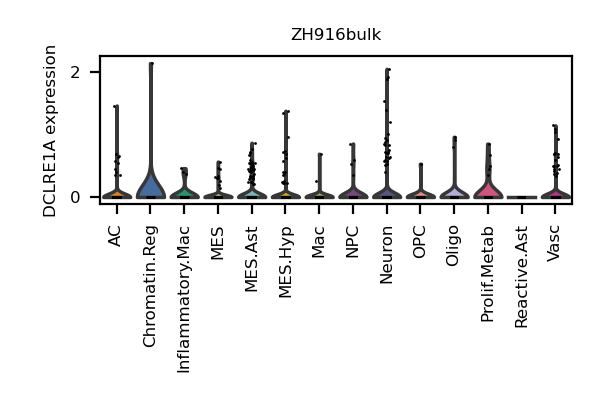 ZH916bulk
DCLRE1A expression
2
0
AC
Chromatin.Reg
Inflammatory.Mac
MES
MES.Ast
MES.Hyp
Mac
NPC
Neuron
OPC
Oligo
Prolif.Metab
Reactive.Ast
Vasc